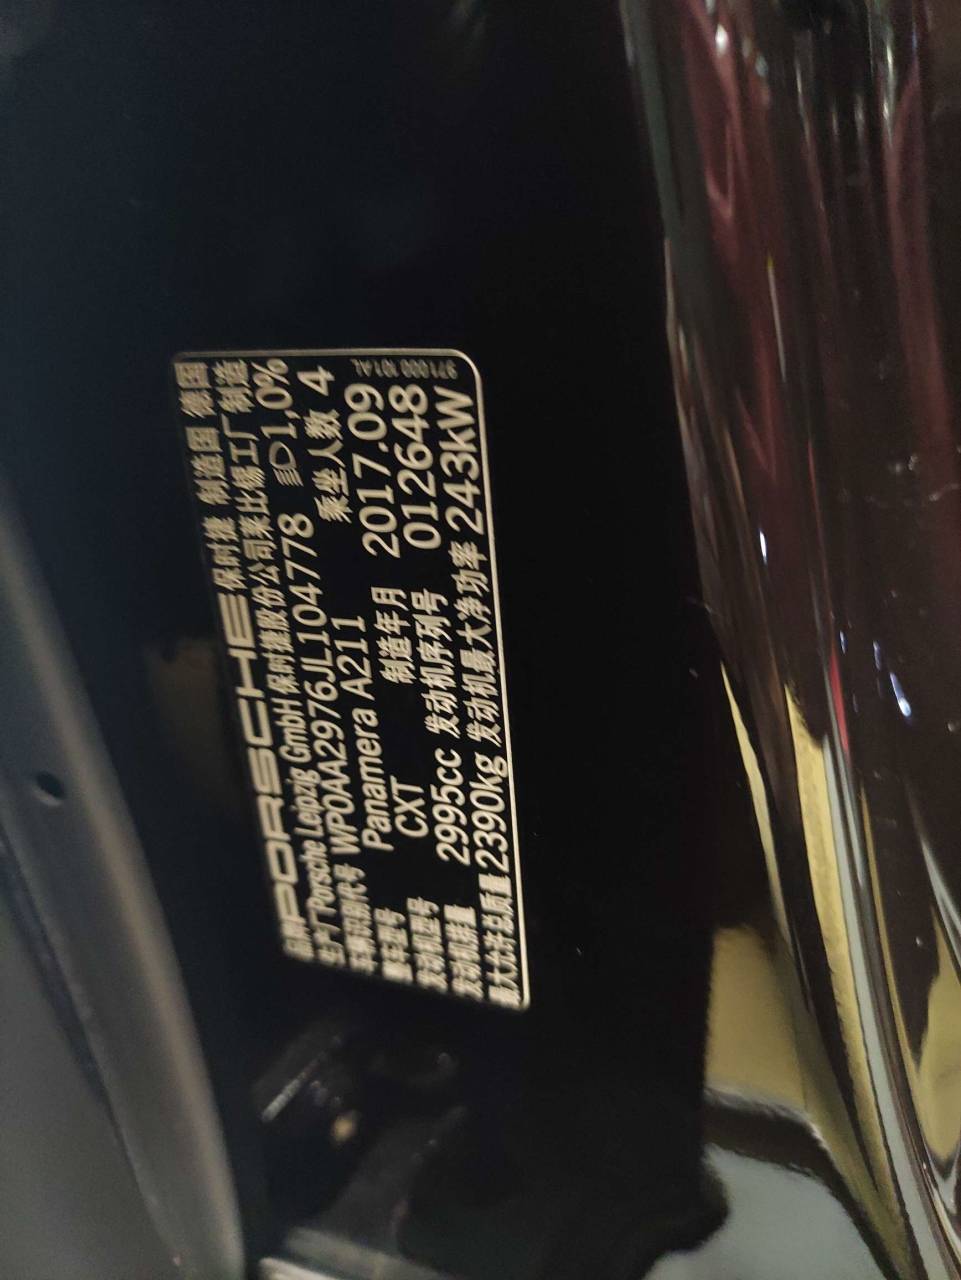 品牌 PORSCHE 保时捷 制造国 德国
生产厂 Porsche Leipzig GmbH 保时捷股份公司莱比锡工厂 制造
车辆识别代号 WP0AA2976JL104778 1,0%
整车型号 Panamera A211 乘坐人数 4
发动机型号 CXT 制造年月 2017.09
发动机排量 2995cc 发动机序列号 012648
最大允许总质量 2390kg 发动机最大净功率 243kW
971000101AL